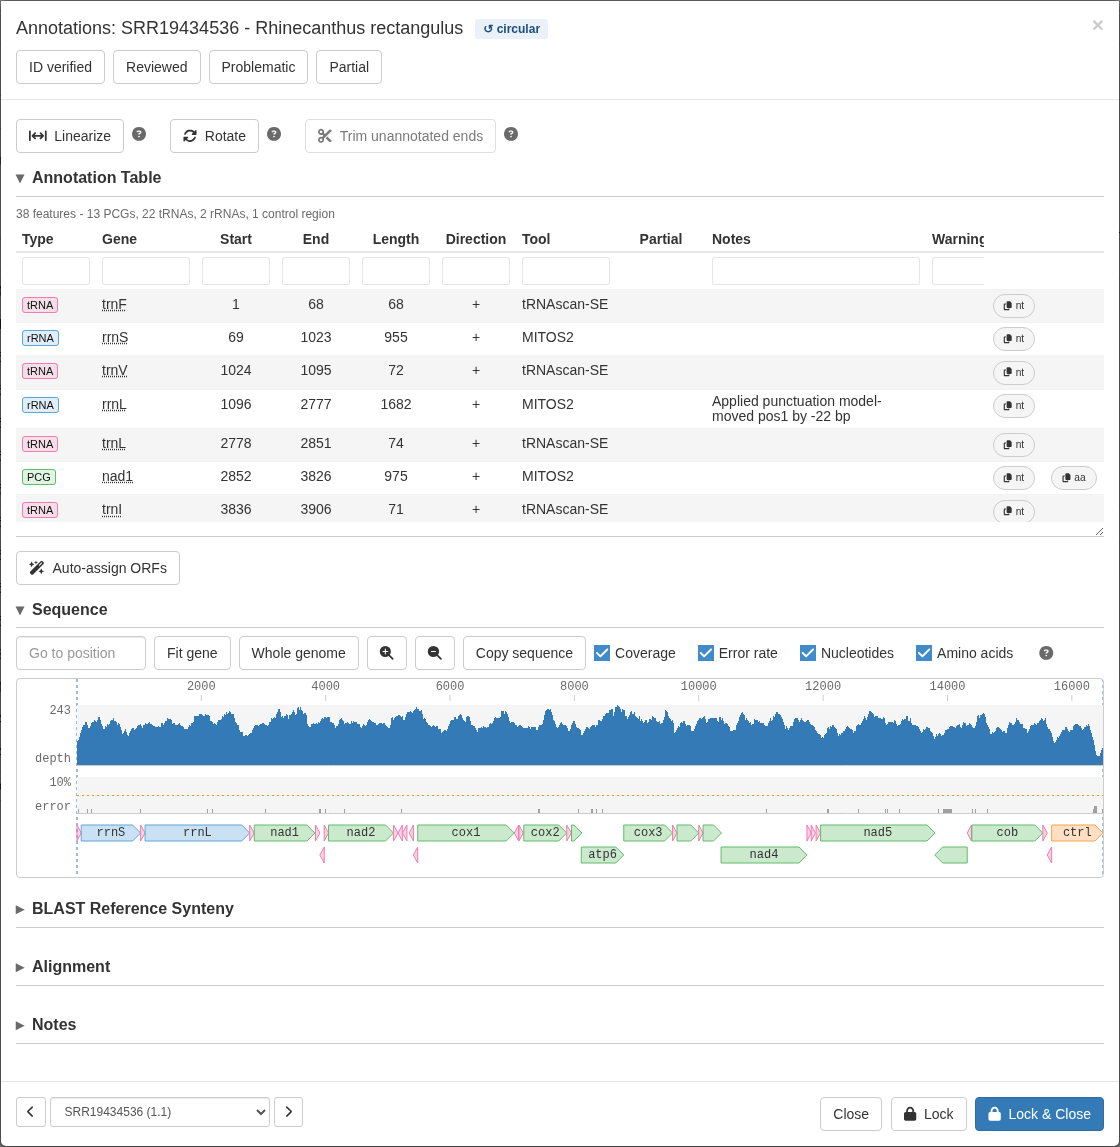 Annotations: SRR19434536 - Rhinecanthus rectangulus ↺ circular ×
ID verified Reviewed Problematic Partial
Linearize ? Rotate ? Trim unannotated ends ?
▾ Annotation Table
38 features - 13 PCGs, 22 tRNAs, 2 rRNAs, 1 control region
Type Gene Start End Length Direction Tool Partial Notes Warning
tRNA trnF 1 68 68 + tRNAscan-SE nt
rRNA rrnS 69 1023 955 + MITOS2 nt
tRNA trnV 1024 1095 72 + tRNAscan-SE nt
rRNA rrnL 1096 2777 1682 + MITOS2 Applied punctuation model- nt
moved pos1 by -22 bp
tRNA trnL 2778 2851 74 + tRNAscan-SE nt
PCG nad1 2852 3826 975 + MITOS2 nt aa
tRNA trnI 3836 3906 71 + tRNAscan-SE nt
Auto-assign ORFs
▾ Sequence
Go to position Fit gene Whole genome Copy sequence Coverage Error rate Nucleotides Amino acids ?
2000 4000 6000 8000 10000 12000 14000 16000
243
depth
10%
error
rrnS rrnL nad1 nad2 cox1 cox2 cox3 nad5 cob ctrl
atp6 nad4
▸ BLAST Reference Synteny
▸ Alignment
▸ Notes
SRR19434536 (1.1) Close Lock Lock & Close